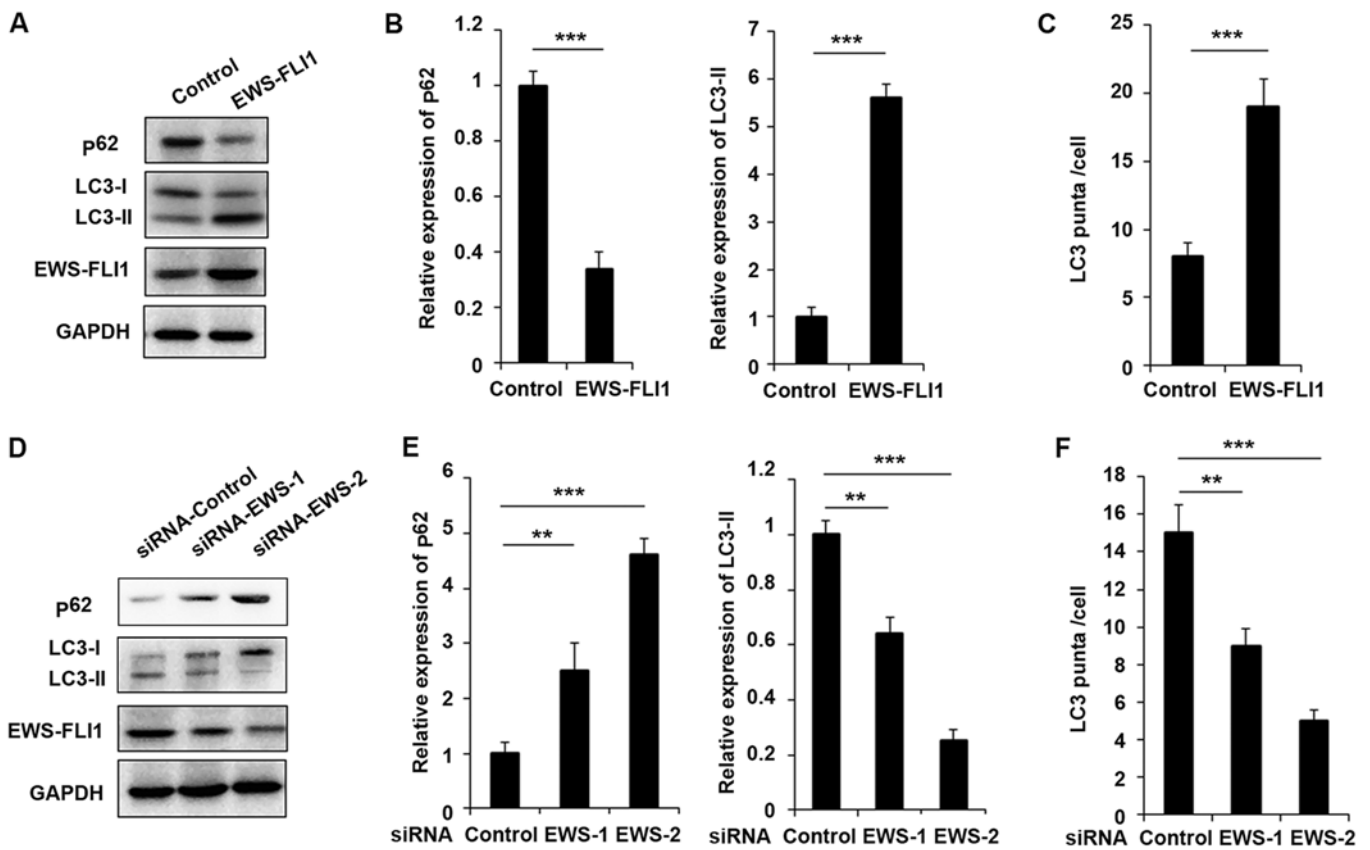 A
Control
EWS-FLI1
p62
LC3-I
LC3-II
EWS-FLI1
GAPDH
B
Relative expression of p62
1.2
1
0.8
0.6
0.4
0.2
0
***
Control EWS-FLI1
Relative expression of LC3-II
7
6
5
4
3
2
1
0
***
Control EWS-FLI1
C
LC3 punta /cell
25
20
15
10
5
0
***
Control EWS-FLI1
D
siRNA-Control
siRNA-EWS-1
siRNA-EWS-2
p62
LC3-I
LC3-II
EWS-FLI1
GAPDH
E
Relative expression of p62
6
5
4
3
2
1
0
***
**
siRNA Control EWS-1 EWS-2
Relative expression of LC3-II
1.2
1
0.8
0.6
0.4
0.2
0
***
**
siRNA Control EWS-1 EWS-2
F
LC3 punta /cell
18
16
14
12
10
8
6
4
2
0
***
**
siRNA Control EWS-1 EWS-2